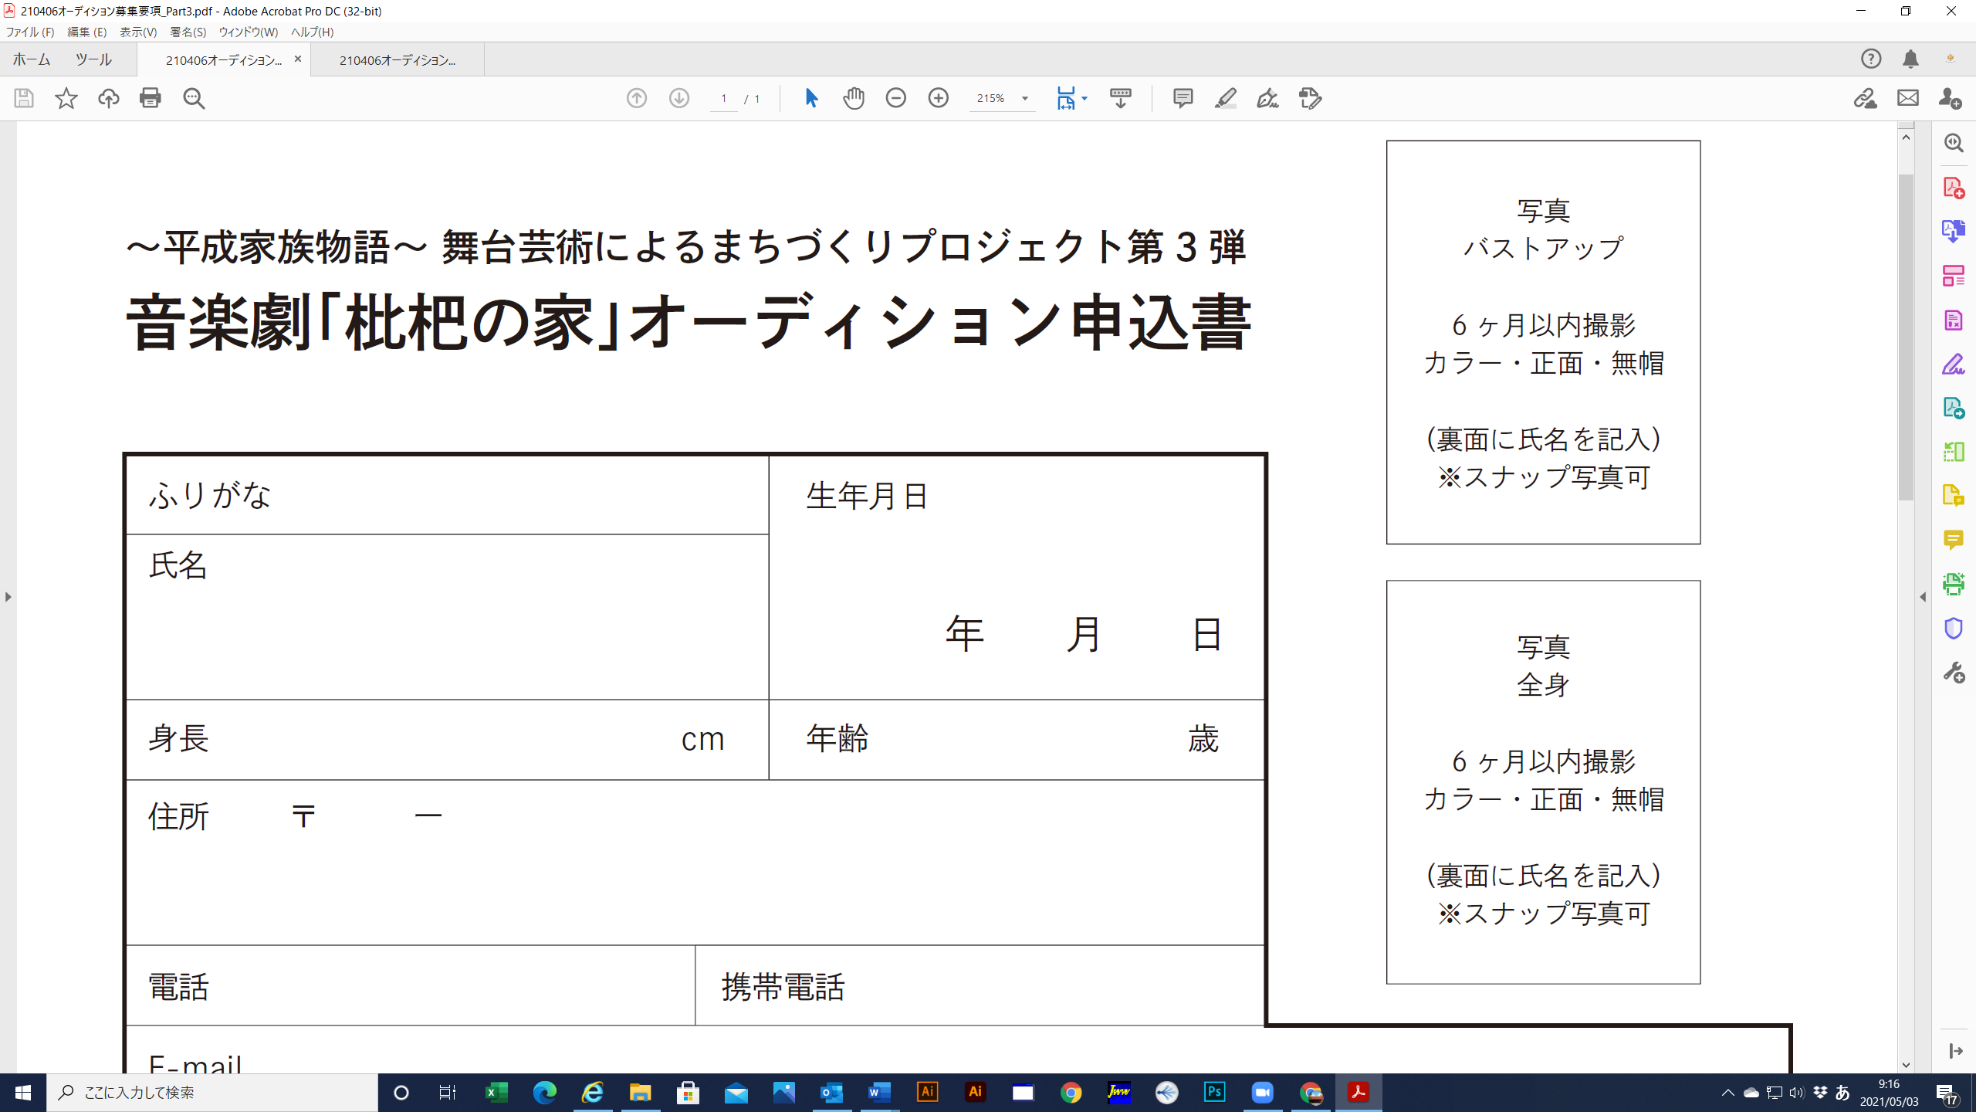 210406オーディション募集要項_Part3.pdf - Adobe Acrobat Pro DC (32-bit)
ファイル(F) 編集(E) 表示(V) 署名(S) ウィンドウ(W) ヘルプ(H)
ホーム ツール 210406オーディション... × 210406オーディション...
1 / 1 215%
～平成家族物語～ 舞台芸術によるまちづくりプロジェクト第3弾
音楽劇「枇杷の家」オーディション申込書
写真
バストアップ
6ヶ月以内撮影
カラー・正面・無帽
(裏面に氏名を記入)
※スナップ写真可
ふりがな
生年月日
氏名
年 月 日
身長 cm
年齢 歳
住所 〒 ー
電話
携帯電話
E-mail
写真
全身
6ヶ月以内撮影
カラー・正面・無帽
(裏面に氏名を記入)
※スナップ写真可
ここに入力して検索
Ai
Ai
Jww
Ps
あ
9:16
2021/05/03
17